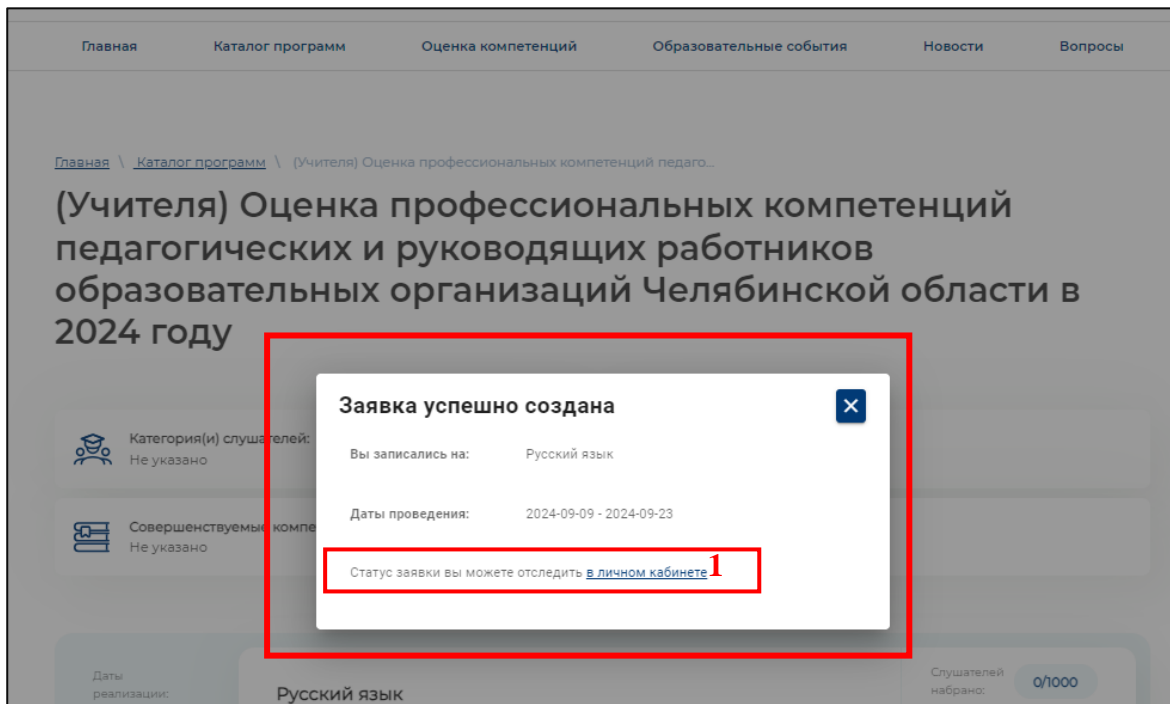 Главная Каталог программ Оценка компетенций Образовательные события Новости Вопросы
Главная \ Каталог программ \ (Учителя) Оценка профессиональных компетенций педаго...
(Учителя) Оценка профессиональных компетенций
педагогических и руководящих работников
образовательных организаций Челябинской области в
2024 году
Заявка успешно создана
Категория(и) слушателей:
Не указано
Вы записались на: Русский язык
Даты проведения: 2024-09-09 - 2024-09-23
Совершенствуемые компе
Не указано
Статус заявки вы можете отследить в личном кабинете 1
Даты
реализации:
Русский язык
Слушателей
набрано:
0/1000